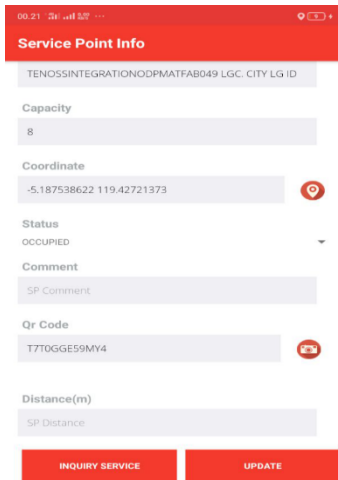 00.21
Service Point Info
TENOSSINTEGRATIONODPMATFAB049 LGC. CITY LG ID
Capacity
8
Coordinate
-5.187538622 119.42721373
Status
OCCUPIED
Comment
SP Comment
Qr Code
T7T0GGE59MY4
Distance(m)
SP Distance
INQUIRY SERVICE UPDATE